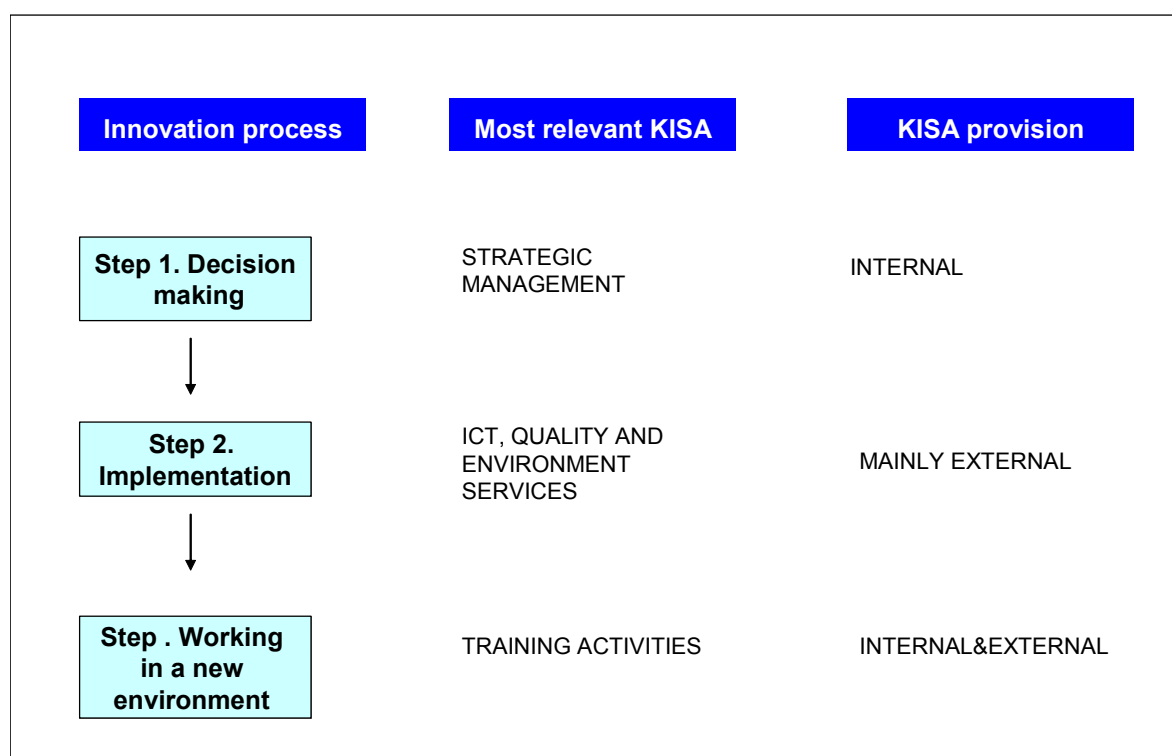 Innovation process
Most relevant KISA
KISA provision
Step 1. Decision
making
STRATEGIC
MANAGEMENT
INTERNAL
Step 2.
Implementation
ICT, QUALITY AND
ENVIRONMENT
SERVICES
MAINLY EXTERNAL
Step . Working
in a new
environment
TRAINING ACTIVITIES
INTERNAL&EXTERNAL